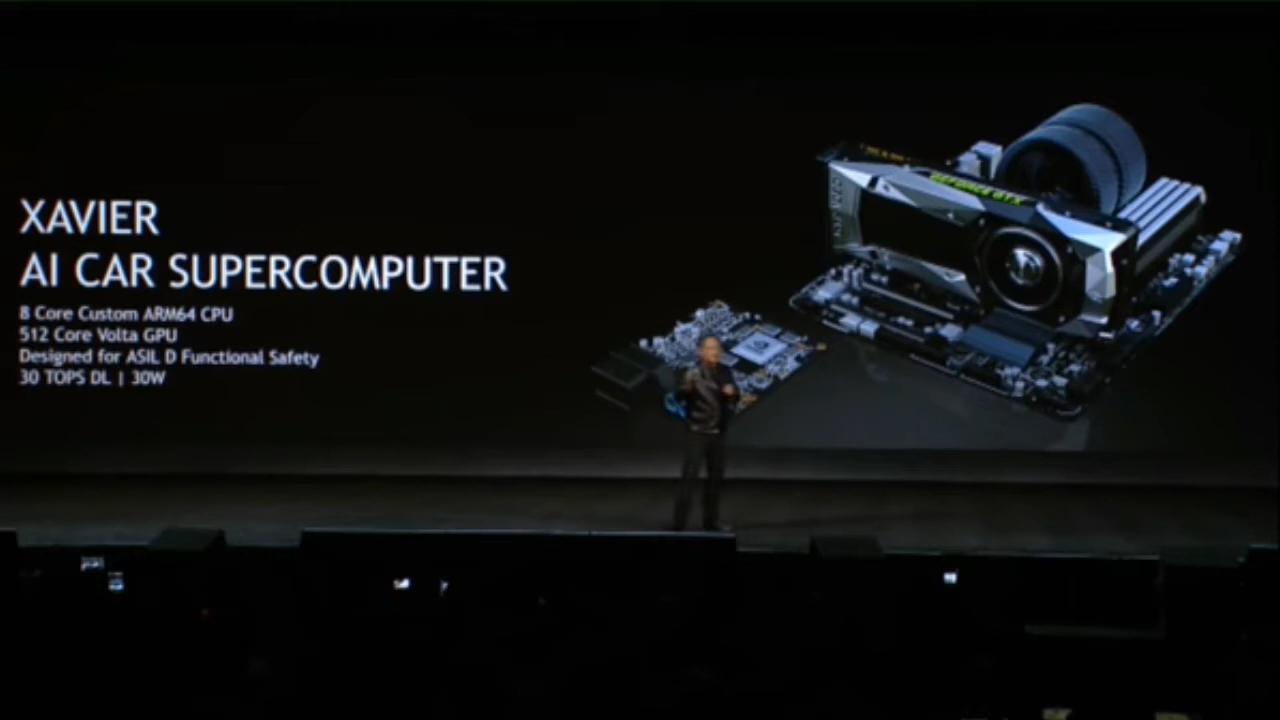 XAVIER
AI CAR SUPERCOMPUTER
8 Core Custom ARM64 CPU
512 Core Volta GPU
Designed for ASIL D Functional Safety
30 TOPS DL | 30W
GEFORCE GTX